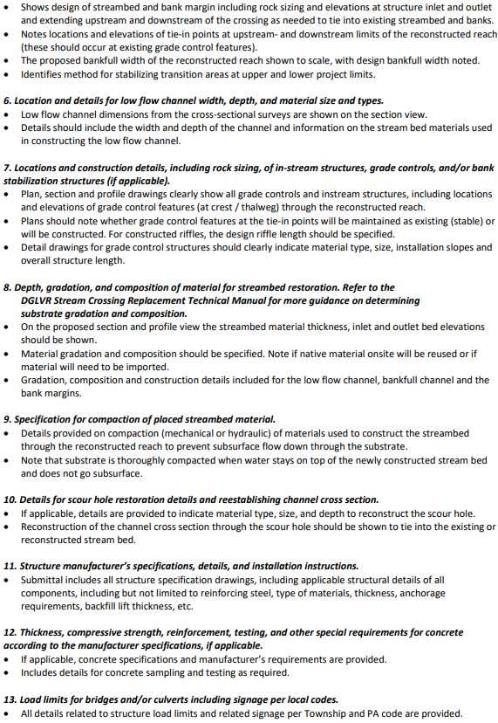 • Shows design of streambed and bank margin including rock sizing and elevations at structure inlet and outlet
and extending upstream and downstream of the crossing as needed to tie into existing streambed and banks.
• Notes locations and elevations of tie-in points at upstream- and downstream limits of the reconstructed reach
(these should occur at existing grade control features).
• The proposed bankfull width of the reconstructed reach shown to scale, with design bankfull width noted.
• Identifies method for stabilizing transition areas at upper and lower project limits.
6. Location and details for low flow channel width, depth, and material size and types.
• Low flow channel dimensions from the cross-sectional surveys are shown on the section view.
• Details should include the width and depth of the channel and information on the stream bed materials used
in constructing the low flow channel.
7. Locations and construction details, including rock sizing, of in-stream structures, grade controls, and/or bank
stabilization structures (if applicable).
• Plan, section and profile drawings clearly show all grade controls and instream structures, including locations
and elevations of grade control features (at crest / thalweg) through the reconstructed reach.
• Plans should note whether grade control features at the tie-in points will be maintained as existing (stable) or
will be constructed. For constructed riffles, the design riffle length should be specified.
• Detail drawings for grade control structures should clearly indicate material type, size, installation slopes and
overall structure length.
8. Depth, gradation, and composition of material for streambed restoration. Refer to the
DGLVR Stream Crossing Replacement Technical Manual for more guidance on determining
substrate gradation and composition.
• On the proposed section and profile view the streambed material thickness, inlet and outlet bed elevations
should be shown.
• Material gradation and composition should be specified. Note if native material onsite will be reused or if
material will need to be imported.
• Gradation, composition and construction details included for the low flow channel, bankfull channel and the
bank margins.
9. Specification for compaction of placed streambed material.
• Details provided on compaction (mechanical or hydraulic) of materials used to construct the streambed
through the reconstructed reach to prevent subsurface flow down through the substrate.
• Note that substrate is thoroughly compacted when water stays on top of the newly constructed stream bed
and does not go subsurface.
10. Details for scour hole restoration details and reestablishing channel cross section.
• If applicable, details are provided to indicate material type, size, and depth to reconstruct the scour hole.
• Reconstruction of the channel cross section through the scour hole should be shown to tie into the existing or
reconstructed stream bed.
11. Structure manufacturer's specifications, details, and installation instructions.
• Submittal includes all structure specification drawings, including applicable structural details of all
components, including but not limited to reinforcing steel, type of materials, thickness, anchorage
requirements, backfill lift thickness, etc.
12. Thickness, compressive strength, reinforcement, testing, and other special requirements for concrete
according to the manufacturer specifications, if applicable.
• If applicable, concrete specifications and manufacturer's requirements are provided.
• Includes details for concrete sampling and testing as required.
13. Load limits for bridges and/or culverts including signage per local codes.
• All details related to structure load limits and related signage per Township and PA code are provided.